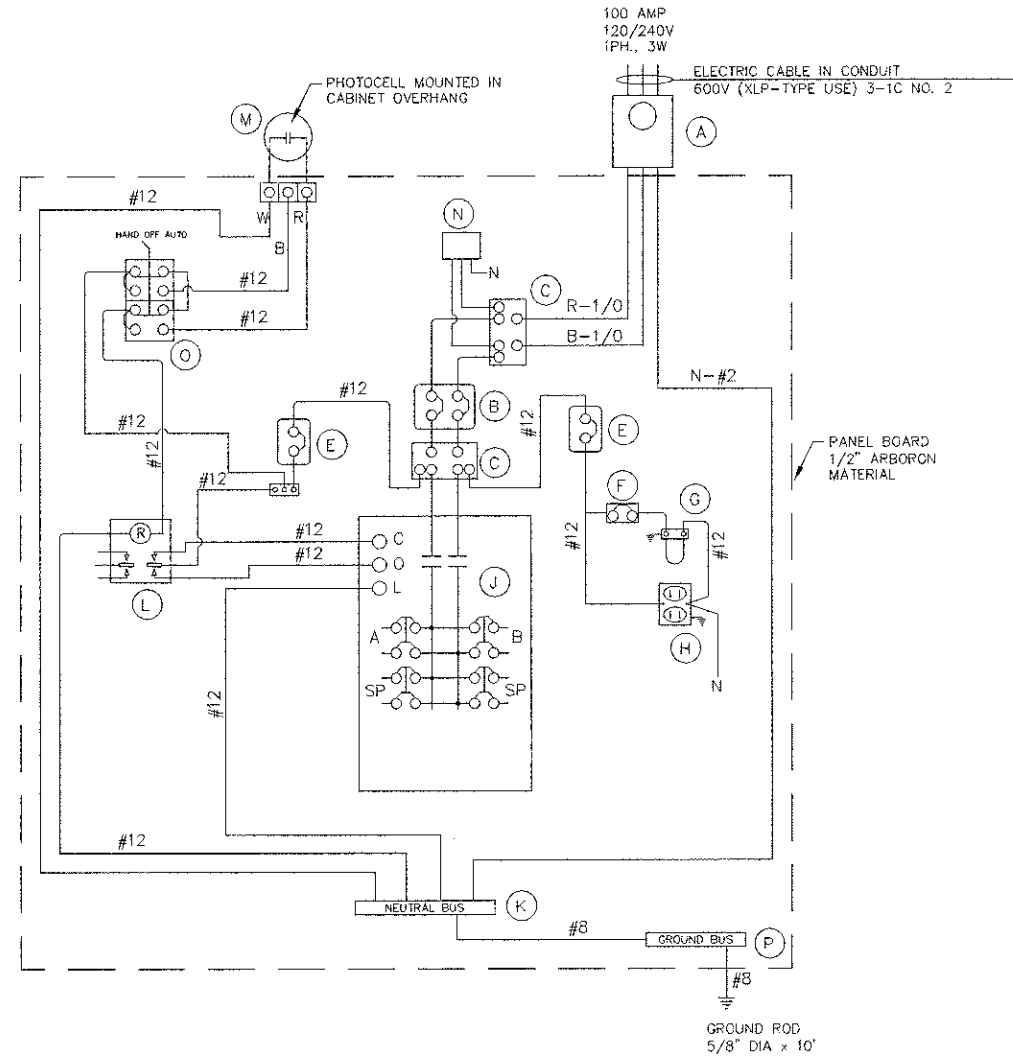 100 AMP
120/240V
1PH., 3W
ELECTRIC CABLE IN CONDUIT
600V (XLP-TYPE USE) 3-1C NO. 2
PHOTOCELL MOUNTED IN
CABINET OVERHANG
M
A
#12
W
B
R
HAND OFF AUTO
#12
#12
O
N
N
C
R-1/0
B-1/0
N-#2
#12
B
E
#12
#12
C
E
#12
#12
#12
PANEL BOARD
1/2" ARBORON
MATERIAL
F
G
#12
#12
R
L
#12
#12
C
O
L
J
A
B
SP
SP
H
N
#12
#12
NEUTRAL BUS
K
#8
GROUND BUS
P
#8
GROUND ROD
5/8" DIA x 10'